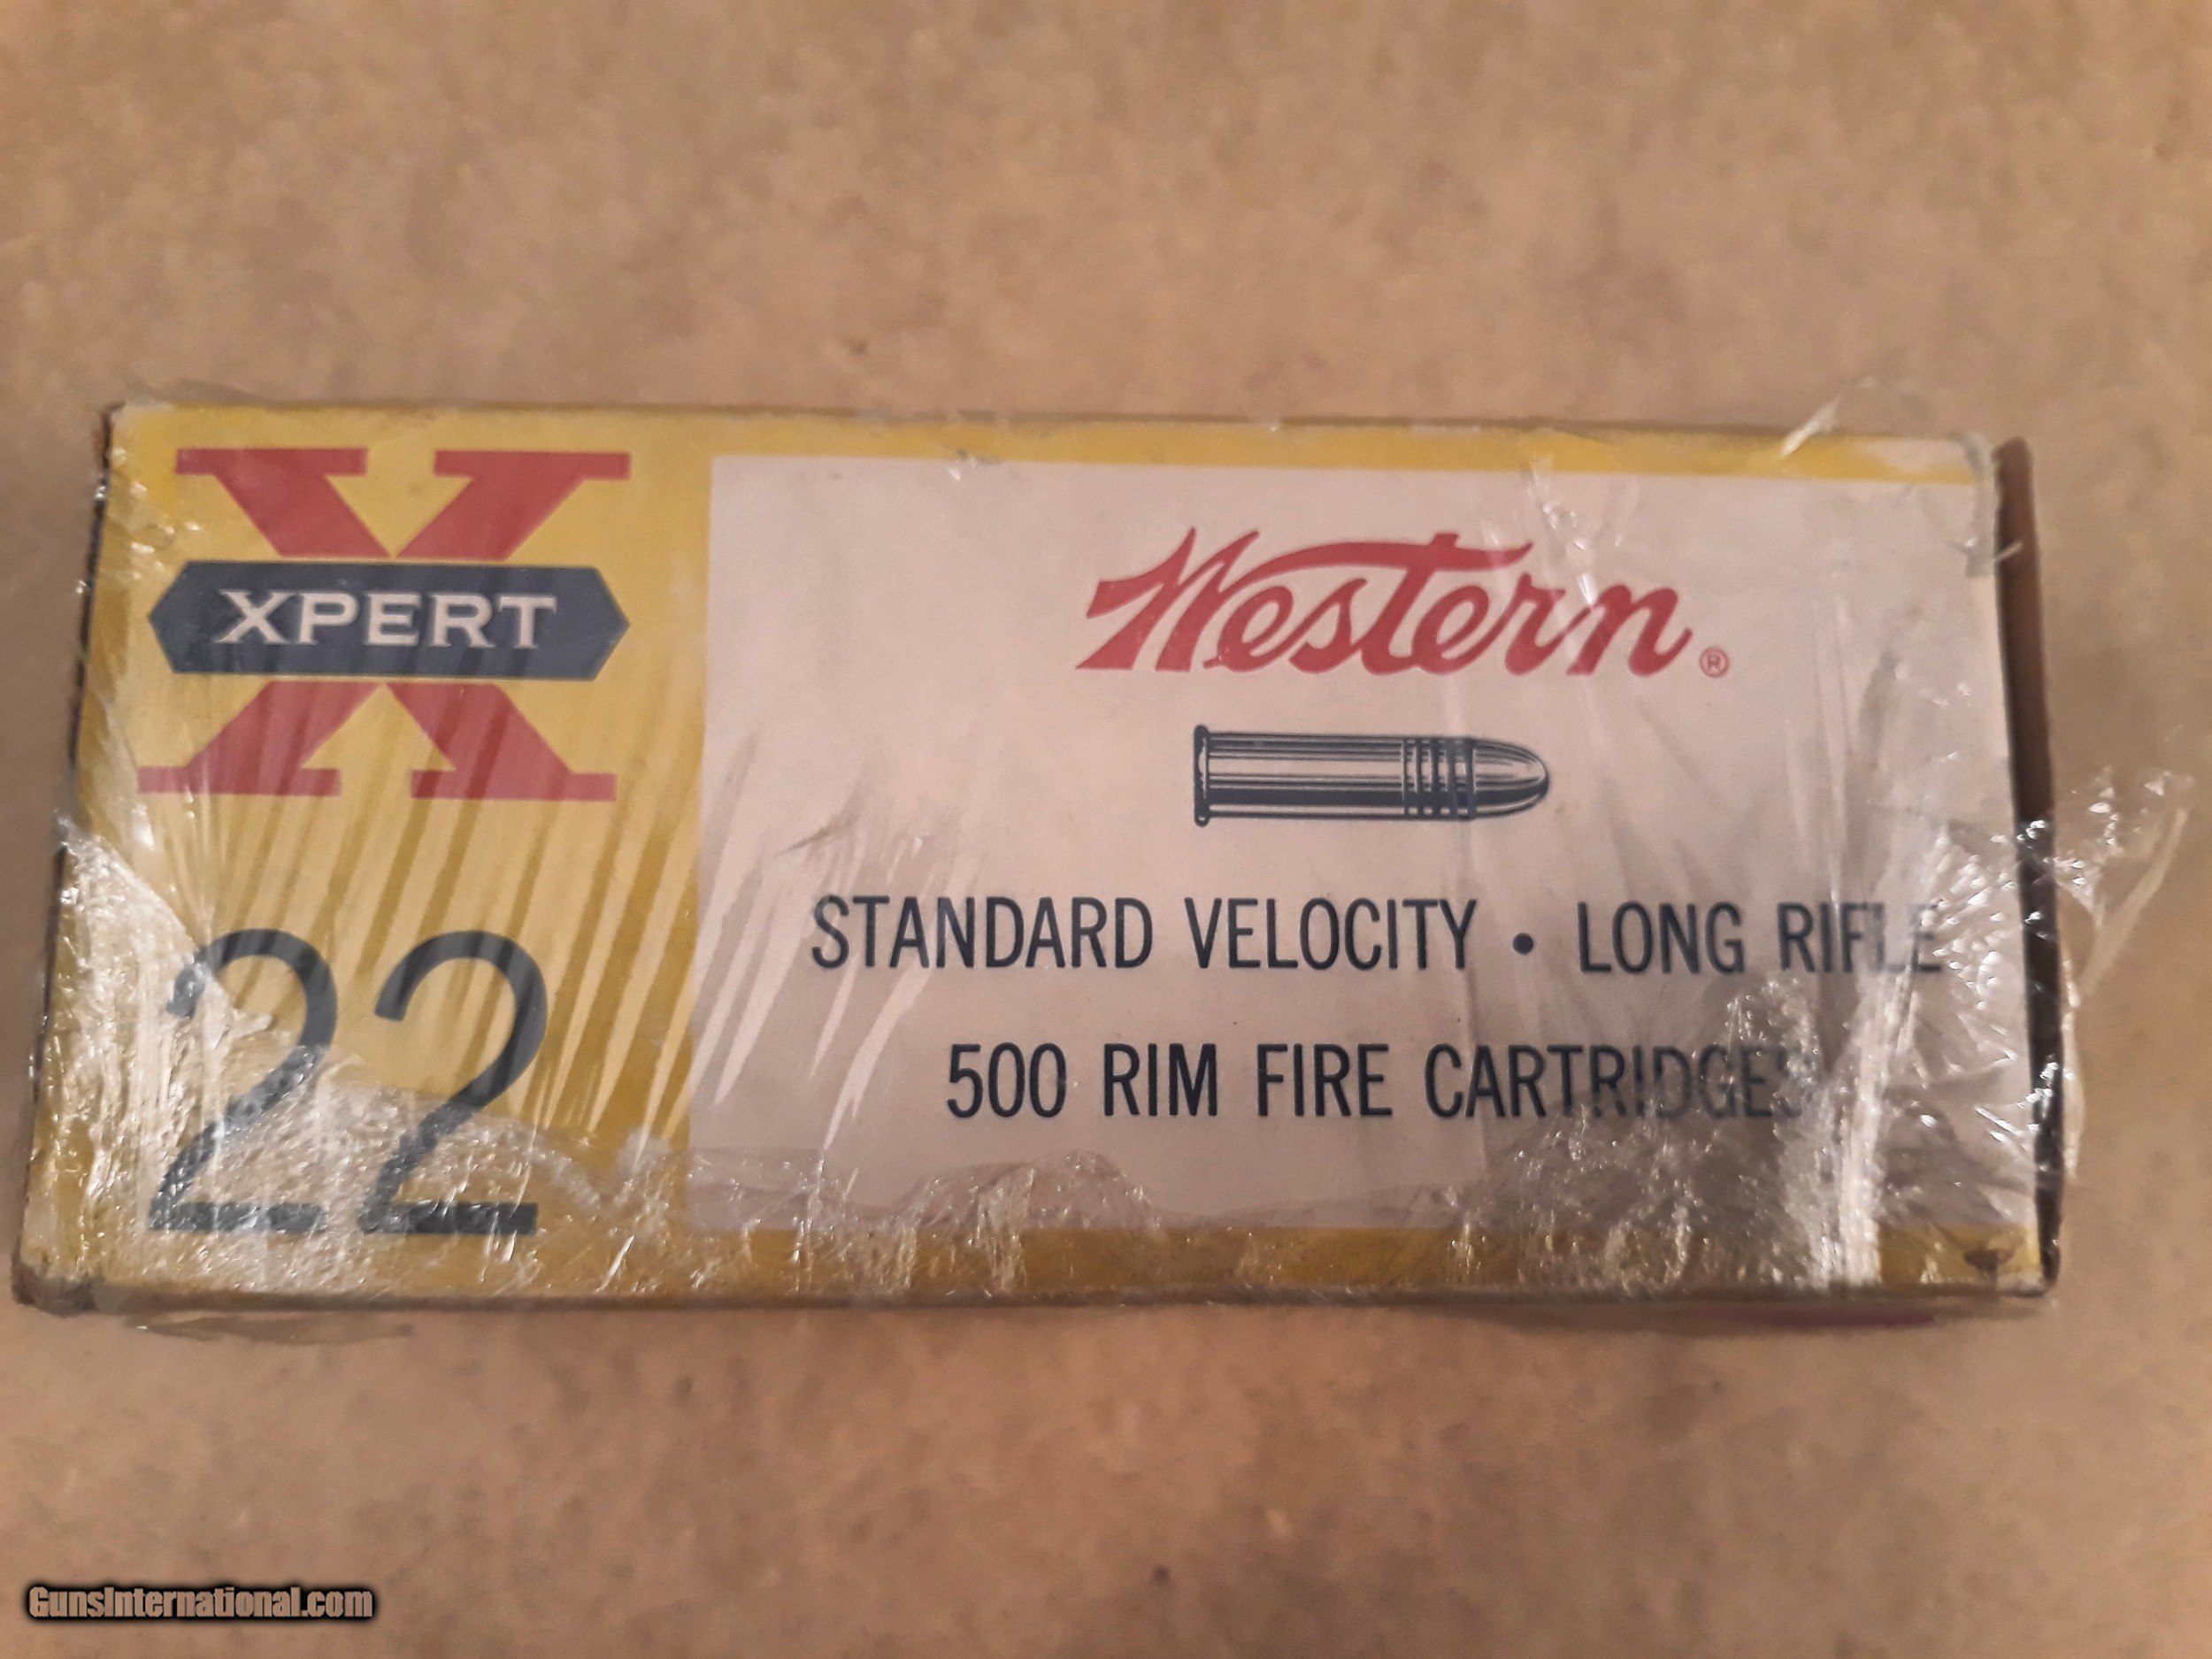 XPERT
22
Western®
STANDARD VELOCITY • LONG RIFLE
500 RIM FIRE CARTRIDGES
GunsInternational.com